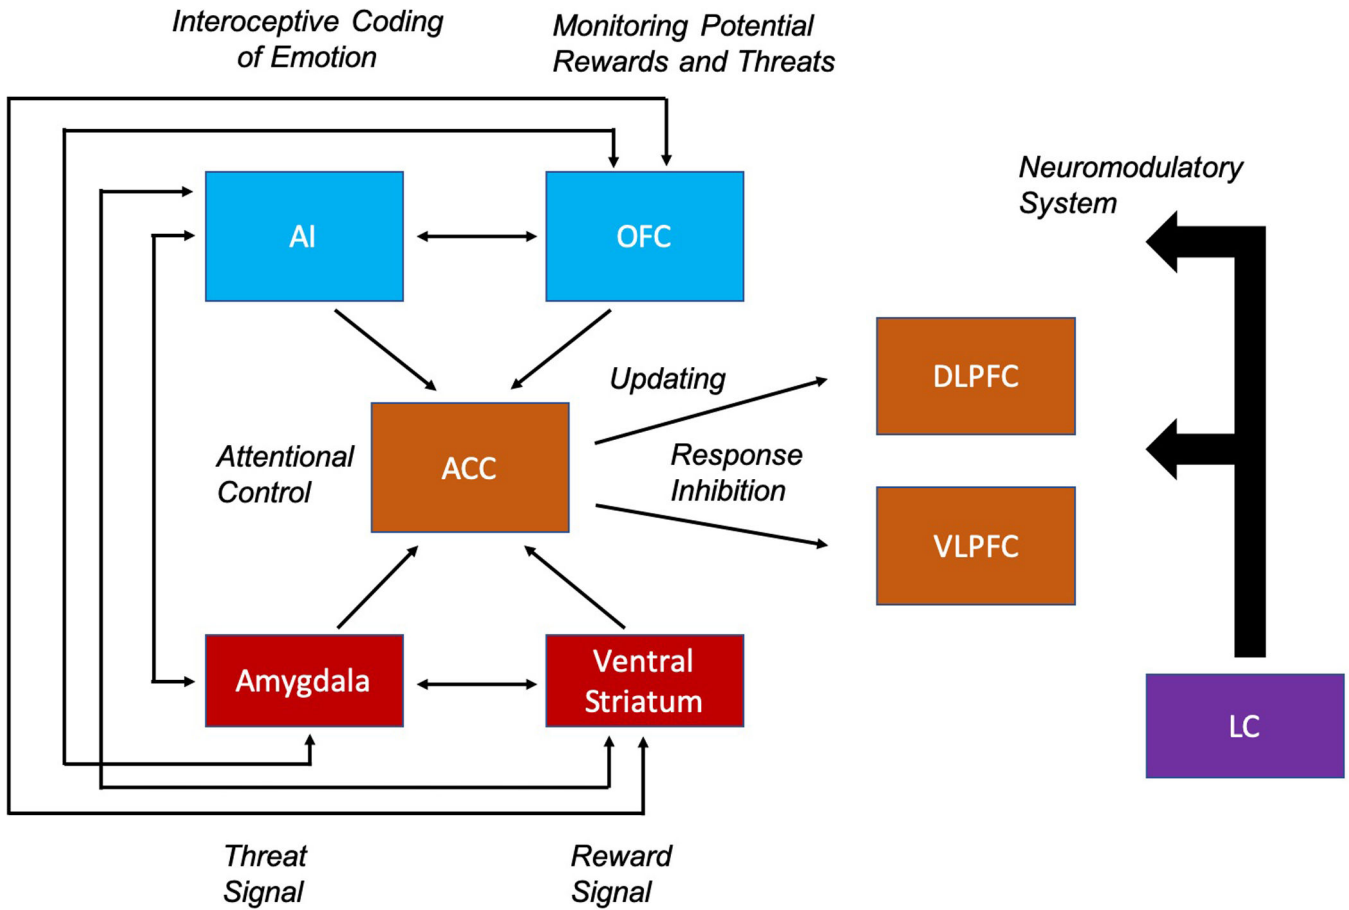 Interoceptive Coding
of Emotion
Monitoring Potential
Rewards and Threats
Neuromodulatory
System
AI
OFC
Updating
DLPFC
Attentional
Control
ACC
Response
Inhibition
VLPFC
Amygdala
Ventral
Striatum
LC
Threat
Signal
Reward
Signal